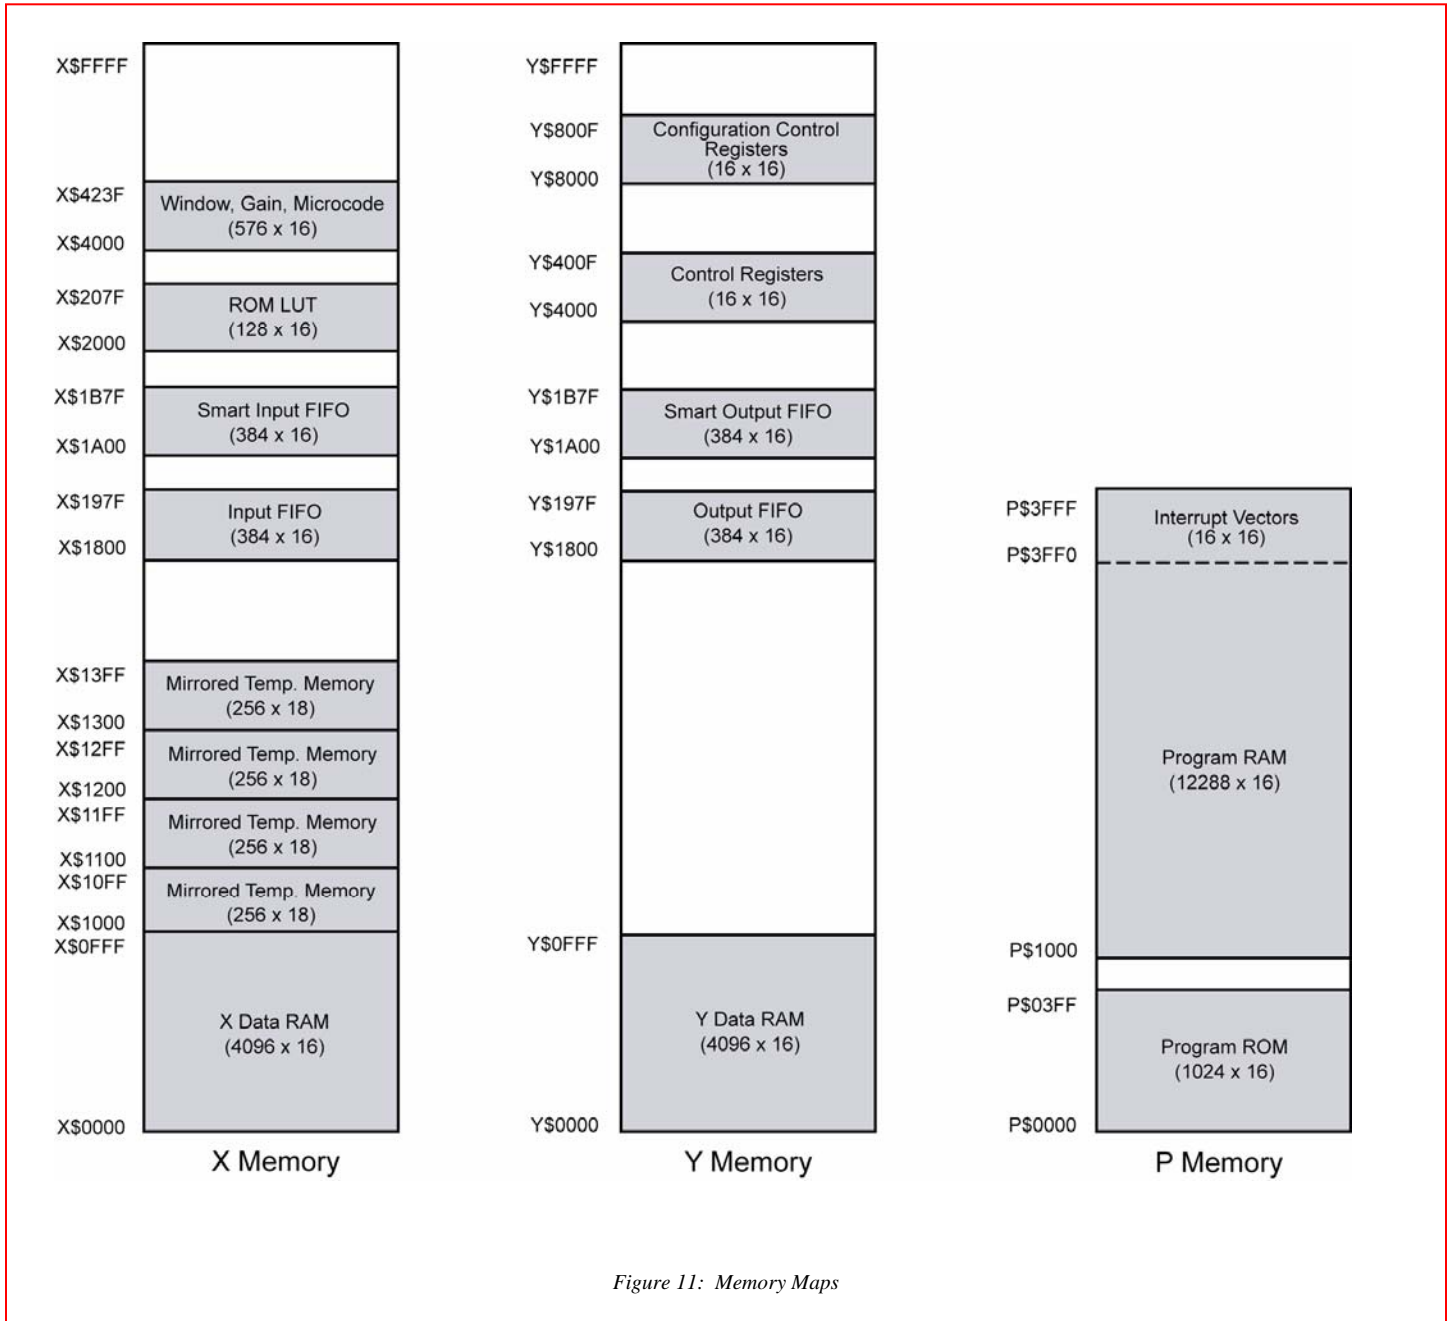 X$FFFF
X$423F
Window, Gain, Microcode
(576 x 16)
X$4000
X$207F
ROM LUT
(128 x 16)
X$2000
X$1B7F
Smart Input FIFO
(384 x 16)
X$1A00
X$197F
Input FIFO
(384 x 16)
X$1800
X$13FF
Mirrored Temp. Memory
(256 x 18)
X$1300
X$12FF
Mirrored Temp. Memory
(256 x 18)
X$1200
X$11FF
Mirrored Temp. Memory
(256 x 18)
X$1100
X$10FF
Mirrored Temp. Memory
(256 x 18)
X$1000
X$0FFF
X Data RAM
(4096 x 16)
X$0000
X Memory
Y$FFFF
Y$800F
Configuration Control
Registers
(16 x 16)
Y$8000
Y$400F
Control Registers
(16 x 16)
Y$4000
Y$1B7F
Smart Output FIFO
(384 x 16)
Y$1A00
Y$197F
Output FIFO
(384 x 16)
Y$1800
Y$0FFF
Y Data RAM
(4096 x 16)
Y$0000
Y Memory
P$3FFF
Interrupt Vectors
(16 x 16)
P$3FF0
Program RAM
(12288 x 16)
P$1000
P$03FF
Program ROM
(1024 x 16)
P$0000
P Memory
Figure 11: Memory Maps